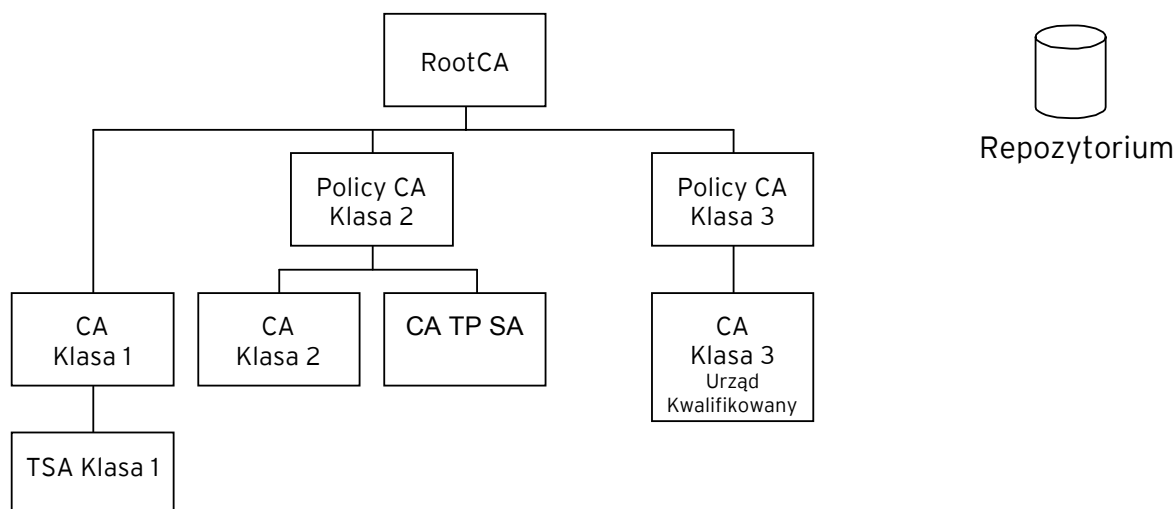 RootCA
Repozytorium
Policy CA
Klasa 2
Policy CA
Klasa 3
CA
Klasa 1
CA
Klasa 2
CA TP SA
CA
Klasa 3
Urząd
Kwalifikowany
TSA Klasa 1